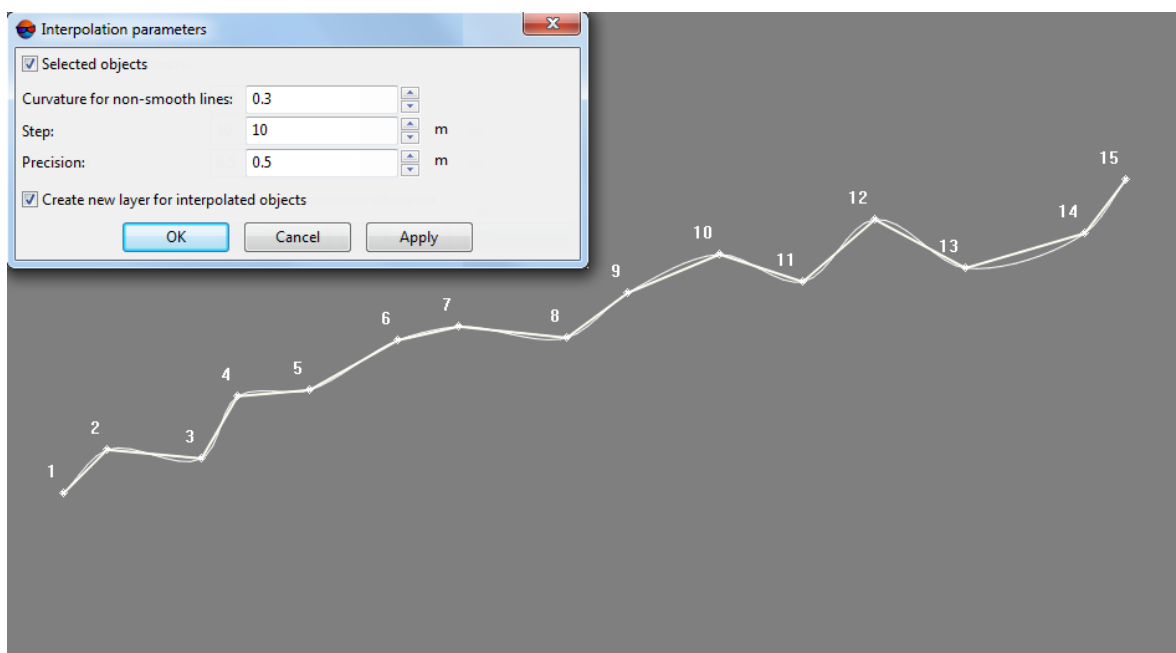 Interpolation parameters
Selected objects
Curvature for non-smooth lines: 0.3
Step: 10 m
Precision: 0.5 m
Create new layer for interpolated objects
OK Cancel Apply
15
12
14
10
13
11
9
7
8
6
5
4
2
3
1